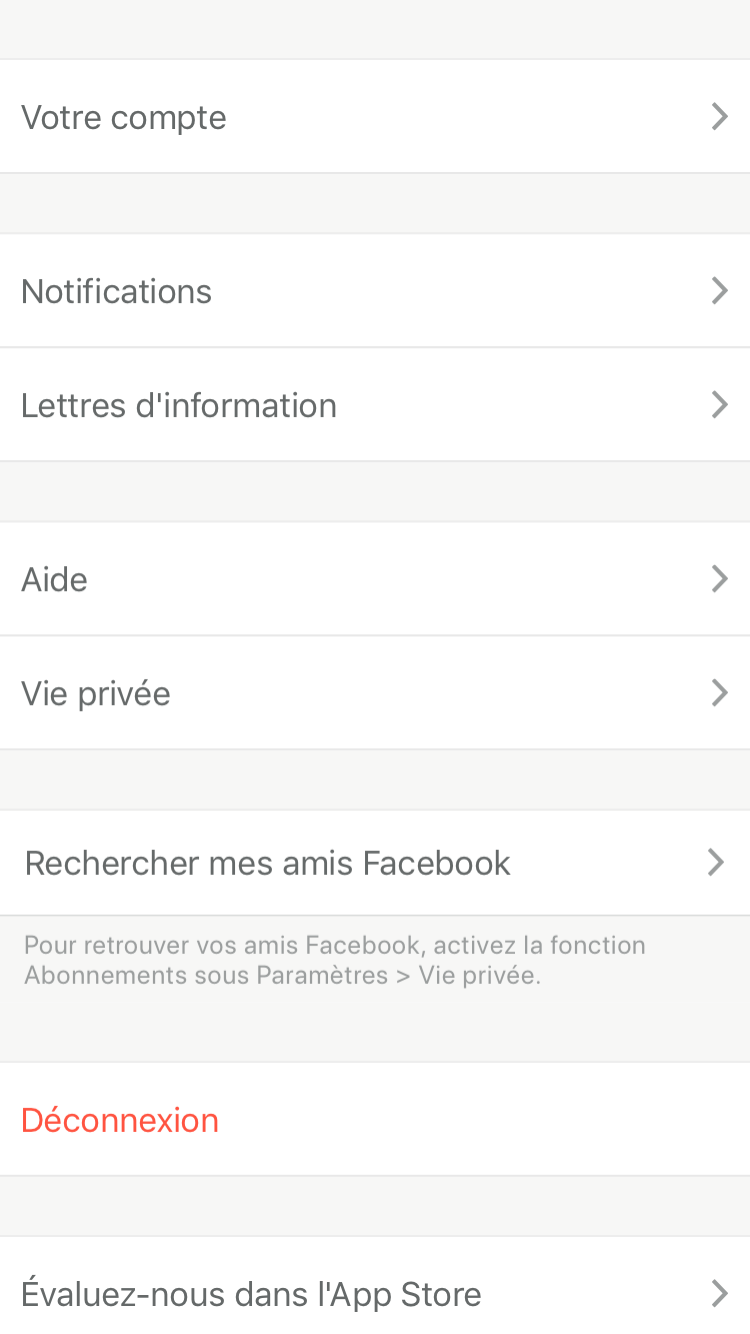 Votre compte
Notifications
Lettres d'information
Aide
Vie privée
Rechercher mes amis Facebook
Pour retrouver vos amis Facebook, activez la fonction
Abonnements sous Paramètres > Vie privée.
Déconnexion
Évaluez-nous dans l'App Store